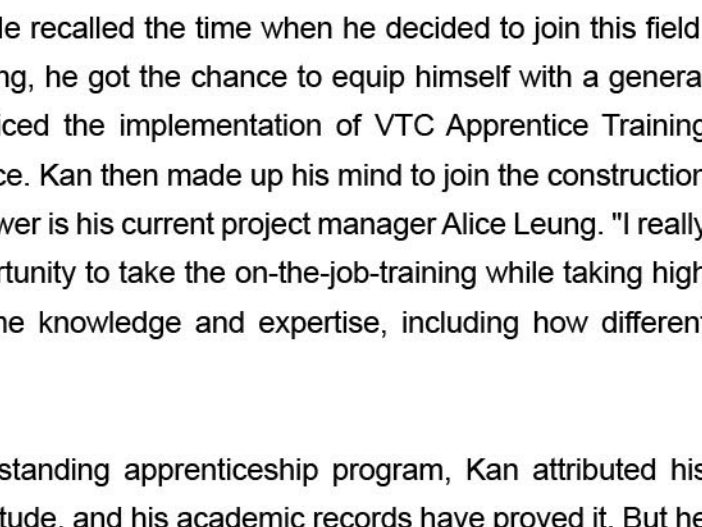 He recalled the time when he decided to join this field
ng, he got the chance to equip himself with a genera
iced the implementation of VTC Apprentice Training
ce. Kan then made up his mind to join the construction
wer is his current project manager Alice Leung. "I really
rtunity to take the on-the-job-training while taking high
me knowledge and expertise, including how different
standing apprenticeship program, Kan attributed his
tude, and his academic records have proved it. But he